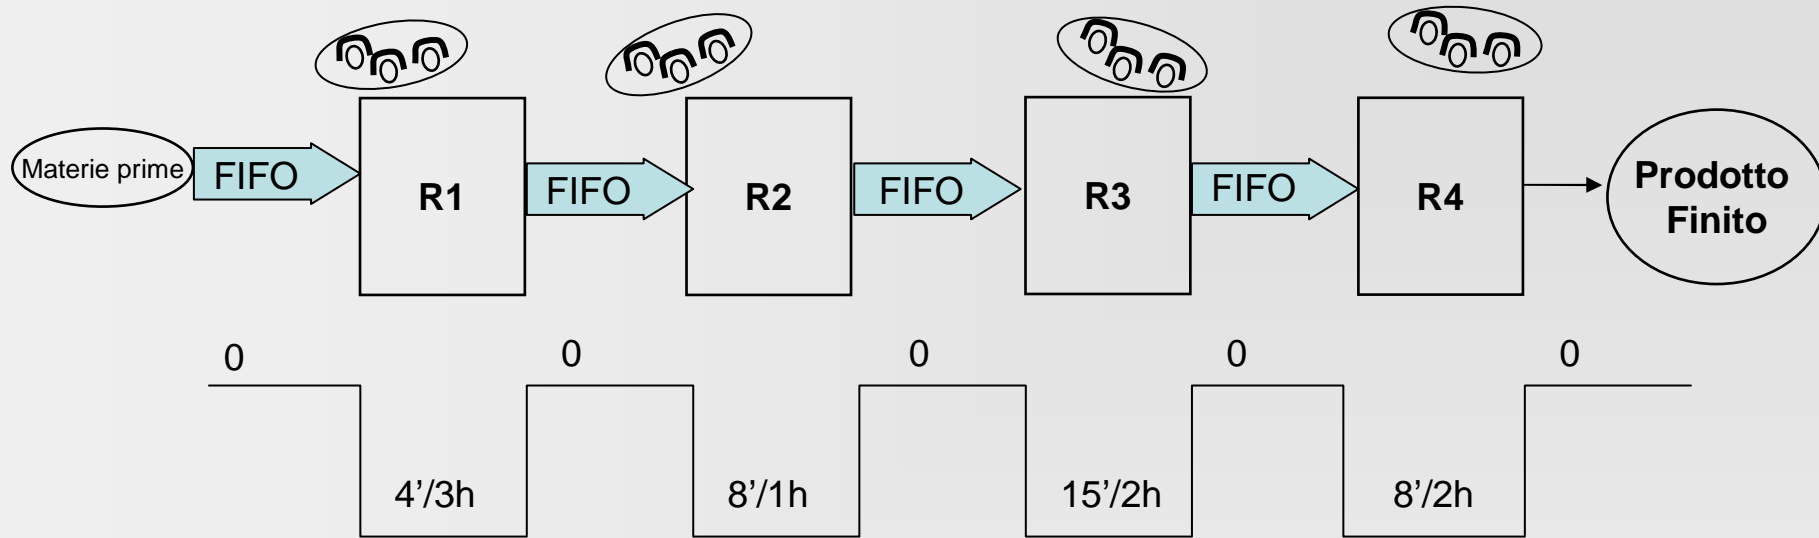 Materie prime
FIFO
R1
FIFO
R2
FIFO
R3
FIFO
R4
Prodotto
Finito
0
0
0
0
0
4’/3h
8’/1h
15’/2h
8’/2h